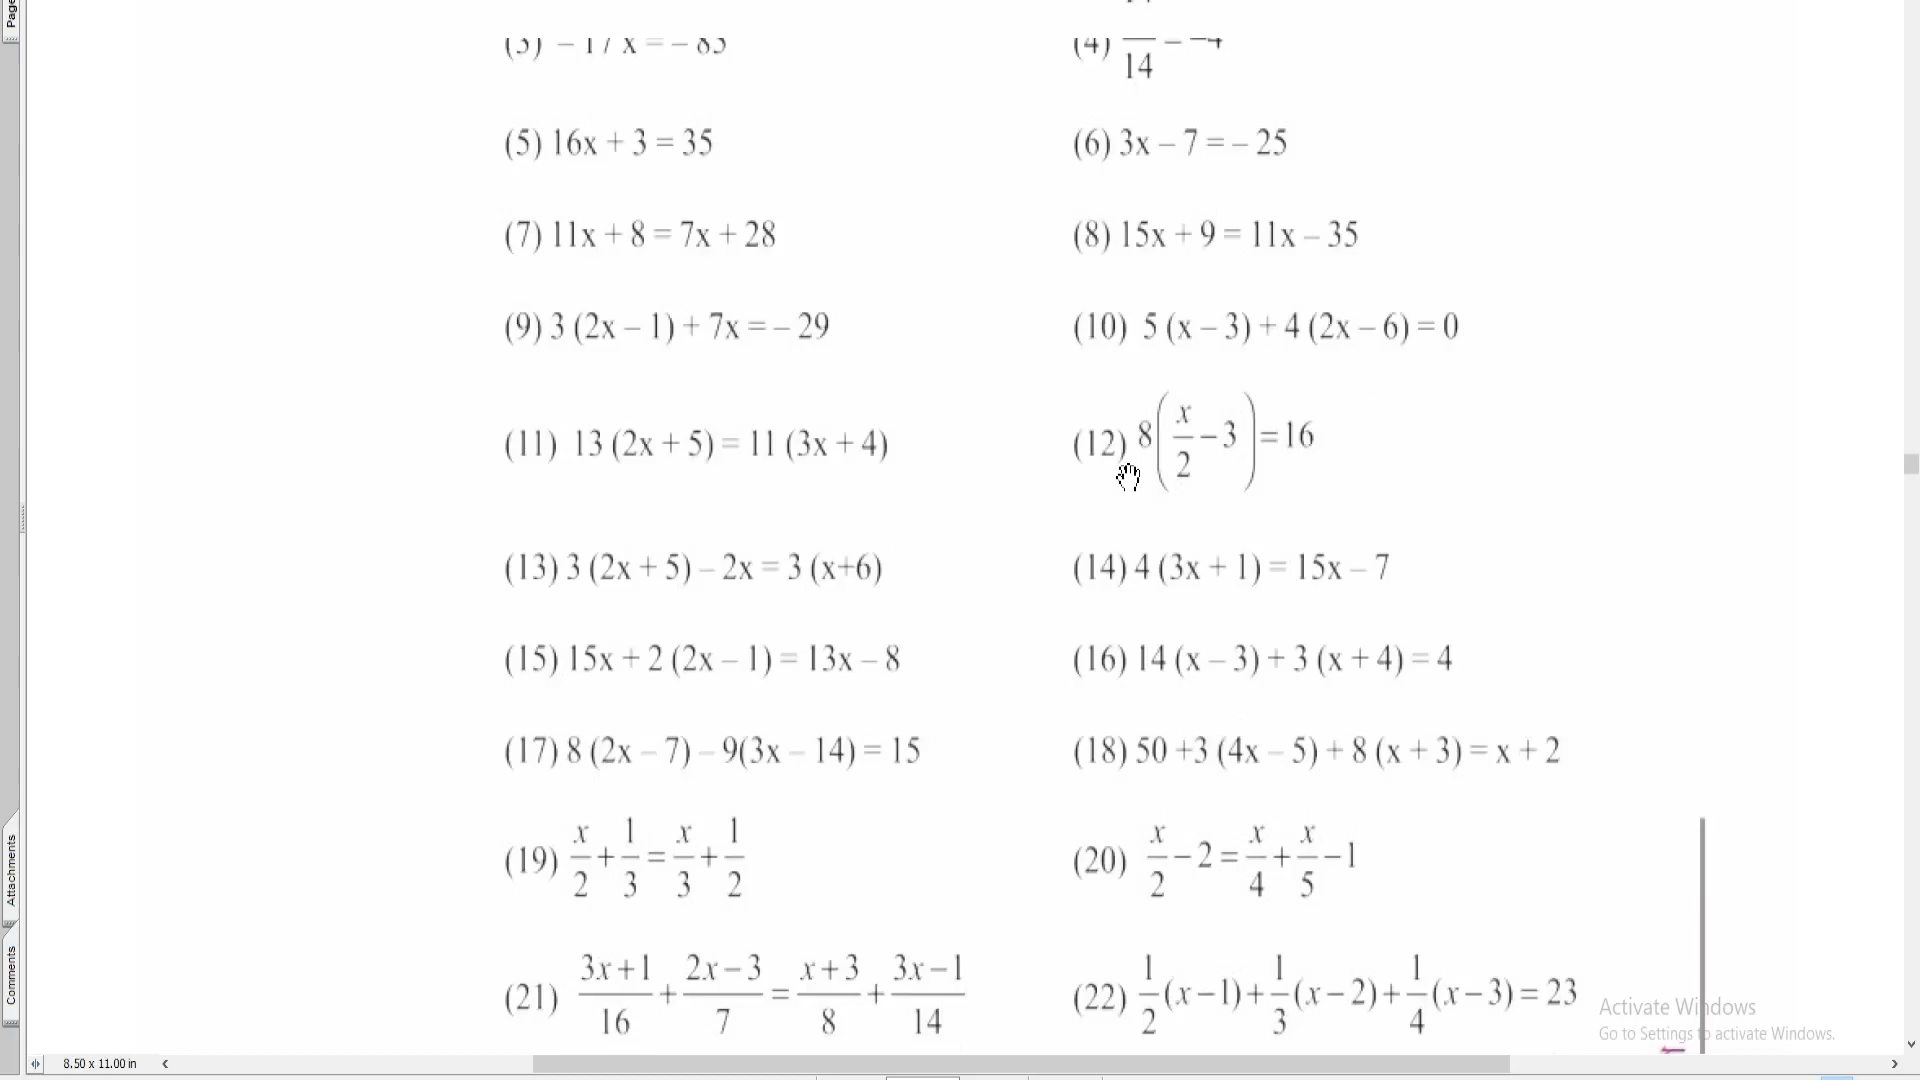 Page
(3) – 17 x = – 85
(4) 14
(5) 16x + 3 = 35
(6) 3x – 7 = – 25
(7) 11x + 8 = 7x + 28
(8) 15x + 9 = 11x – 35
(9) 3 (2x – 1) + 7x = – 29
(10) 5 (x – 3) + 4 (2x – 6) = 0
(11) 13 (2x + 5) = 11 (3x + 4)
(12) 8(x/2 – 3) = 16
(13) 3 (2x + 5) – 2x = 3 (x+6)
(14) 4 (3x + 1) = 15x – 7
(15) 15x + 2 (2x – 1) = 13x – 8
(16) 14 (x – 3) + 3 (x + 4) = 4
(17) 8 (2x – 7) – 9(3x – 14) = 15
(18) 50 +3 (4x – 5) + 8 (x + 3) = x + 2
(19) x/2 + 1/3 = x/3 + 1/2
(20) x/2 – 2 = x/4 + x/5 – 1
(21) (3x+1)/16 + (2x–3)/7 = (x+3)/8 + (3x–1)/14
(22) 1/2(x–1)+1/3(x–2)+1/4(x–3)=23
Attachments
Comments
Activate Windows
Go to Settings to activate Windows.
8.50 x 11.00 in